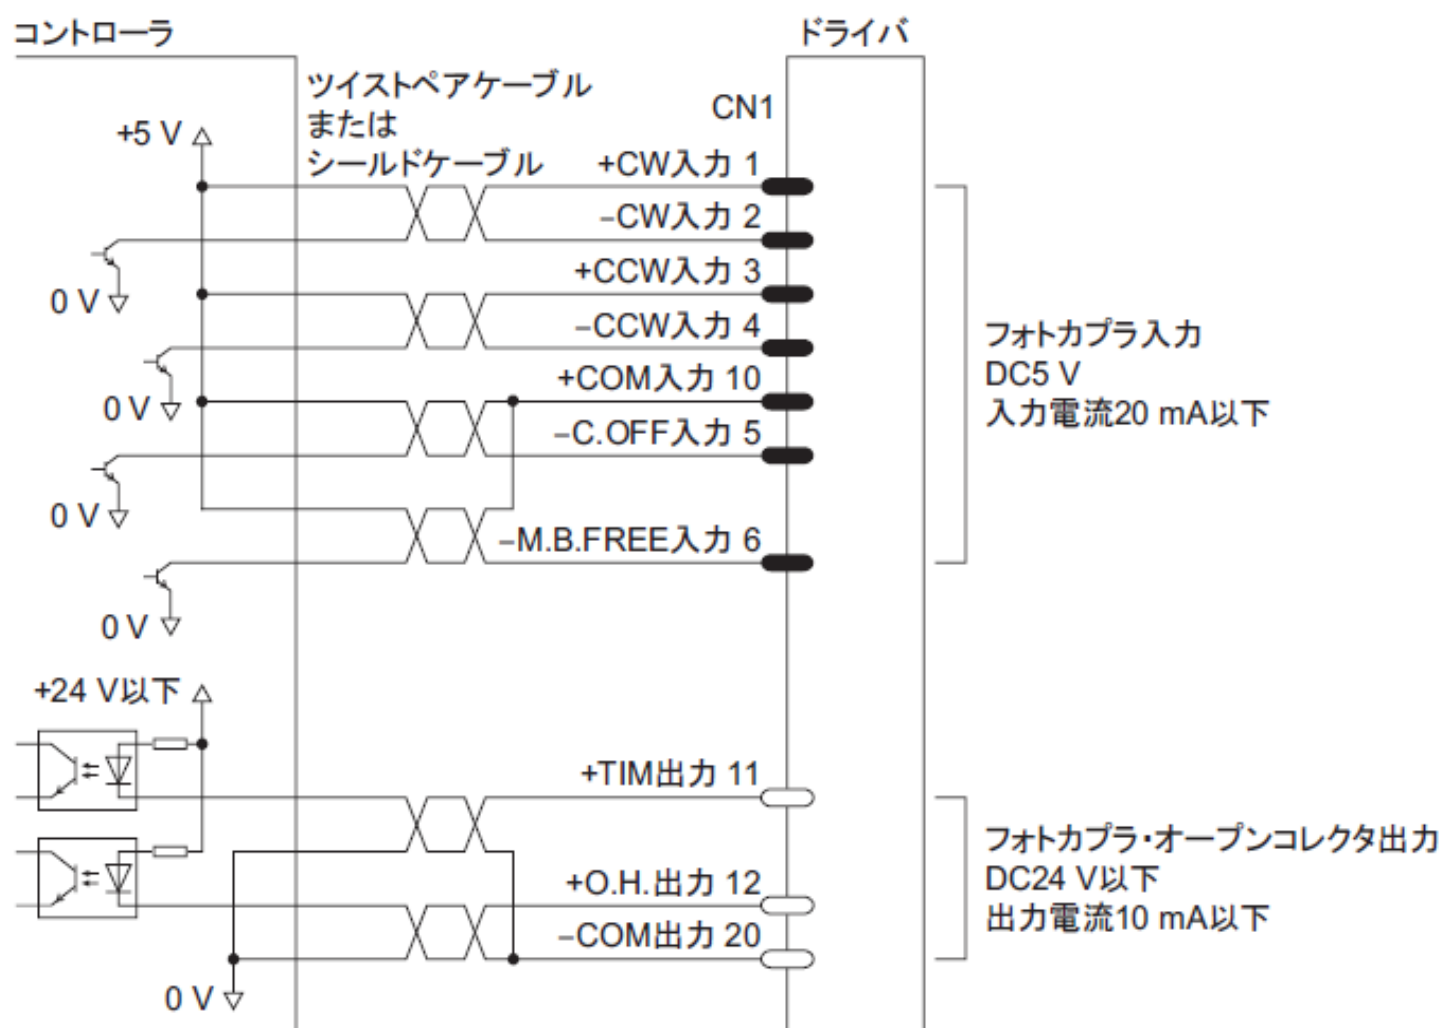 コントローラ
ドライバ
ツイストペアケーブル
または
シールドケーブル
CN1
+5 V
+CW入力 1
−CW入力 2
0 V
+CCW入力 3
−CCW入力 4
0 V
+COM入力 10
−C.OFF入力 5
0 V
−M.B.FREE入力 6
0 V
フォトカプラ入力
DC5 V
入力電流20 mA以下
+24 V以下
+TIM出力 11
+O.H.出力 12
−COM出力 20
0 V
フォトカプラ・オープンコレクタ出力
DC24 V以下
出力電流10 mA以下